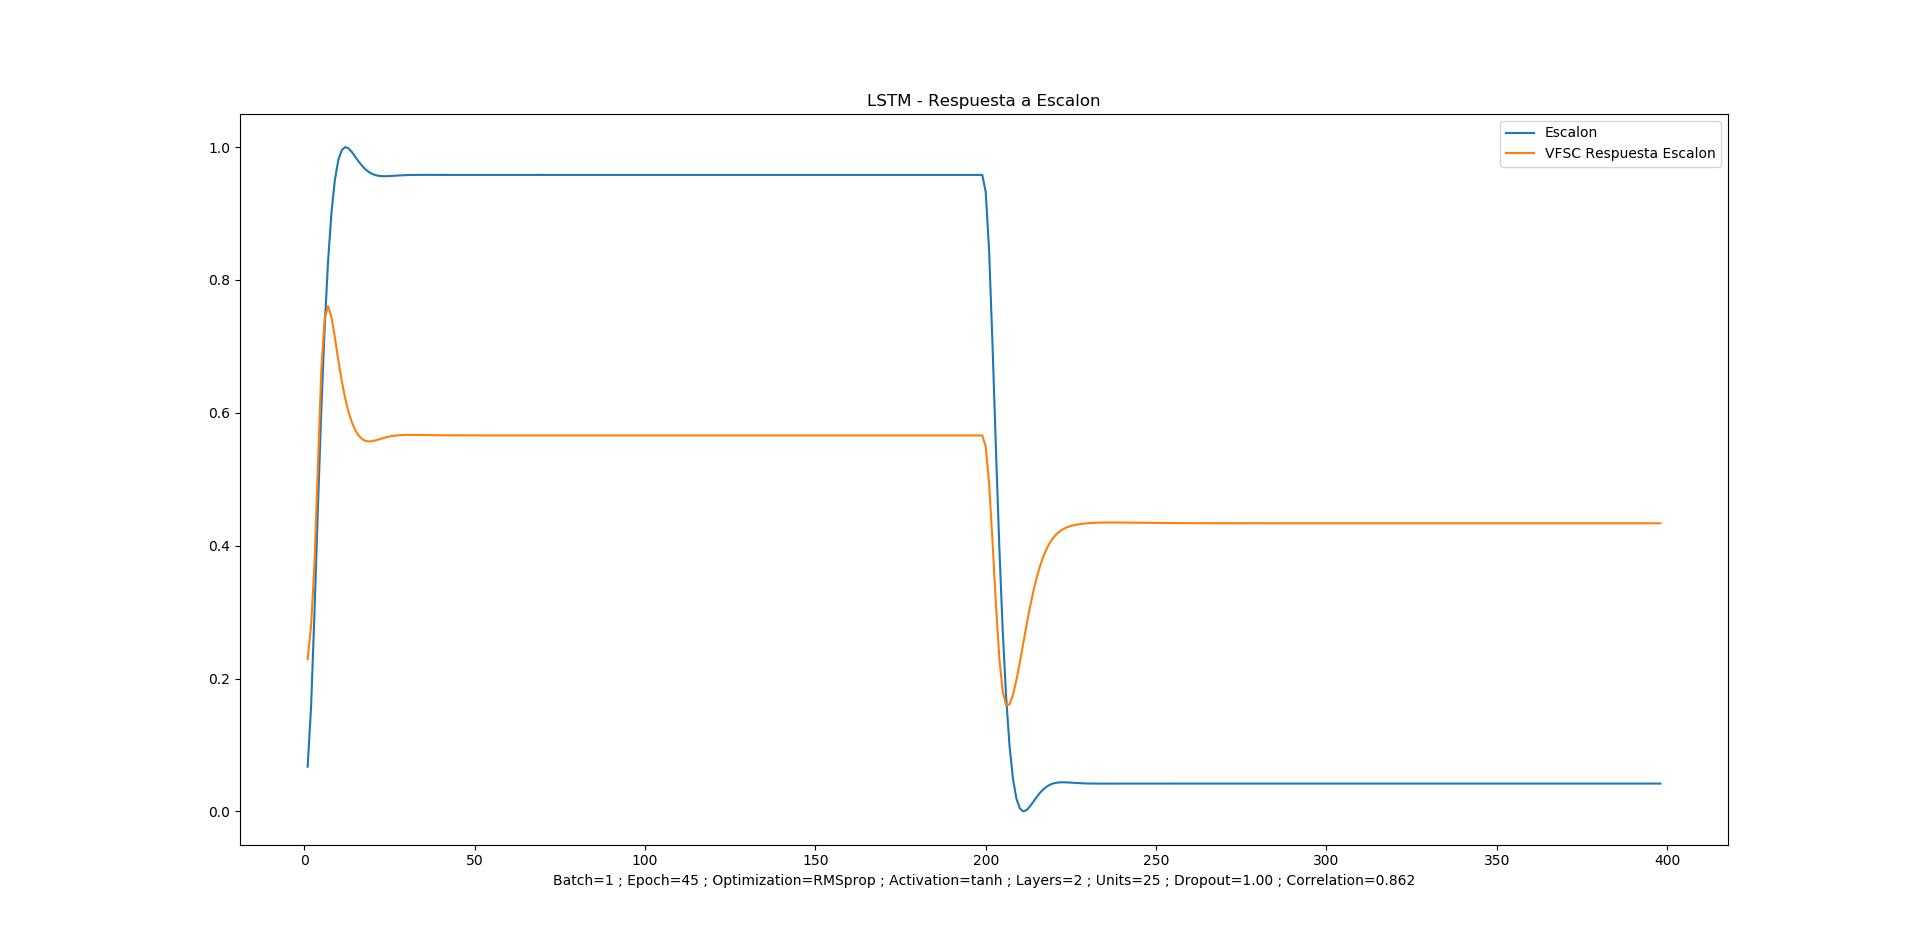 LSTM - Respuesta a Escalon
Escalon
VFSC Respuesta Escalon
1.0
0.8
0.6
0.4
0.2
0.0
0 50 100 150 200 250 300 350 400
Batch=1 ; Epoch=45 ; Optimization=RMSprop ; Activation=tanh ; Layers=2 ; Units=25 ; Dropout=1.00 ; Correlation=0.862